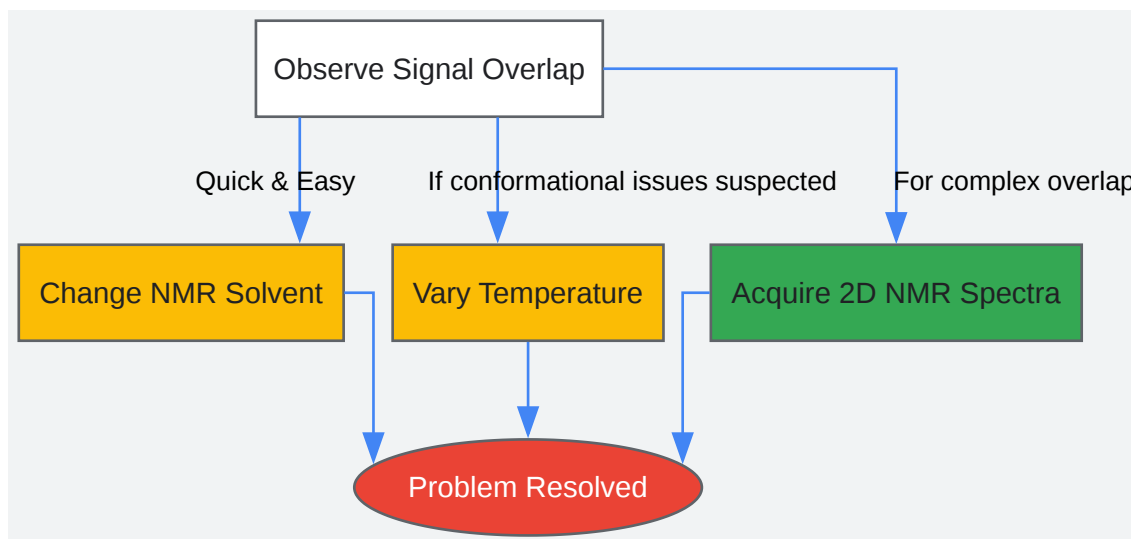 Observe Signal Overlap
Quick & Easy
If conformational issues suspected
For complex overlap
Change NMR Solvent
Vary Temperature
Acquire 2D NMR Spectra
Problem Resolved